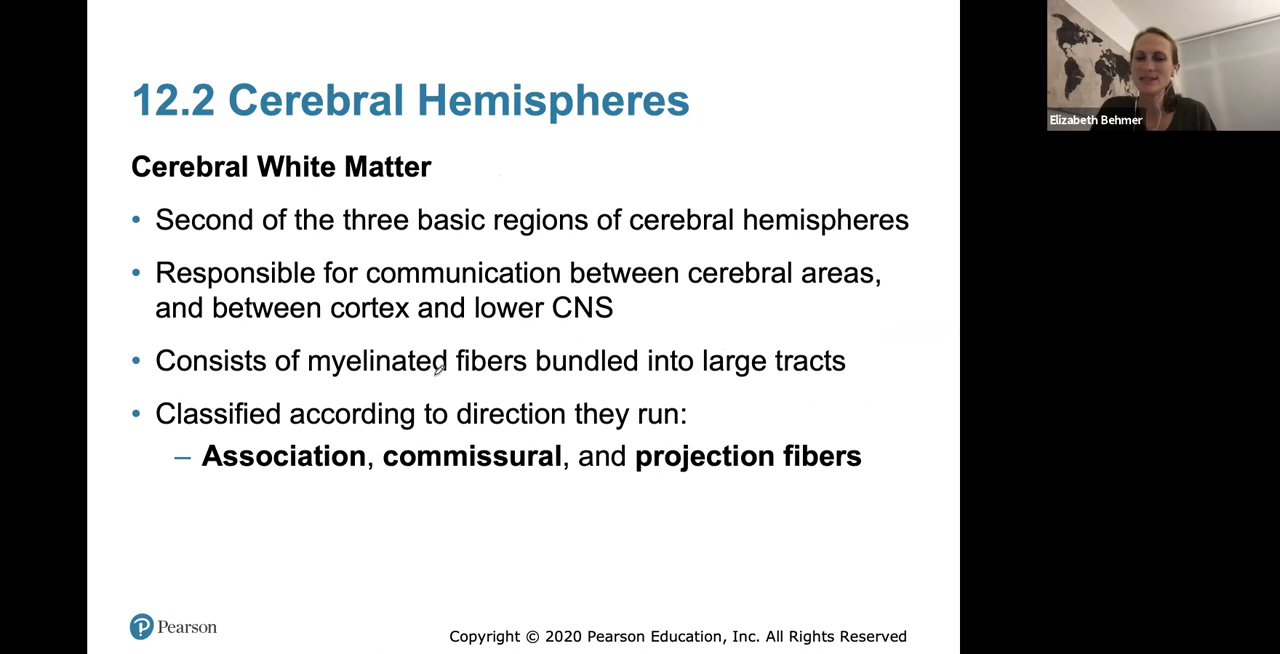 12.2 Cerebral Hemispheres
Cerebral White Matter
• Second of the three basic regions of cerebral hemispheres
• Responsible for communication between cerebral areas,
and between cortex and lower CNS
• Consists of myelinated fibers bundled into large tracts
• Classified according to direction they run:
– Association, commissural, and projection fibers
Pearson
Copyright © 2020 Pearson Education, Inc. All Rights Reserved
Elizabeth Behmer